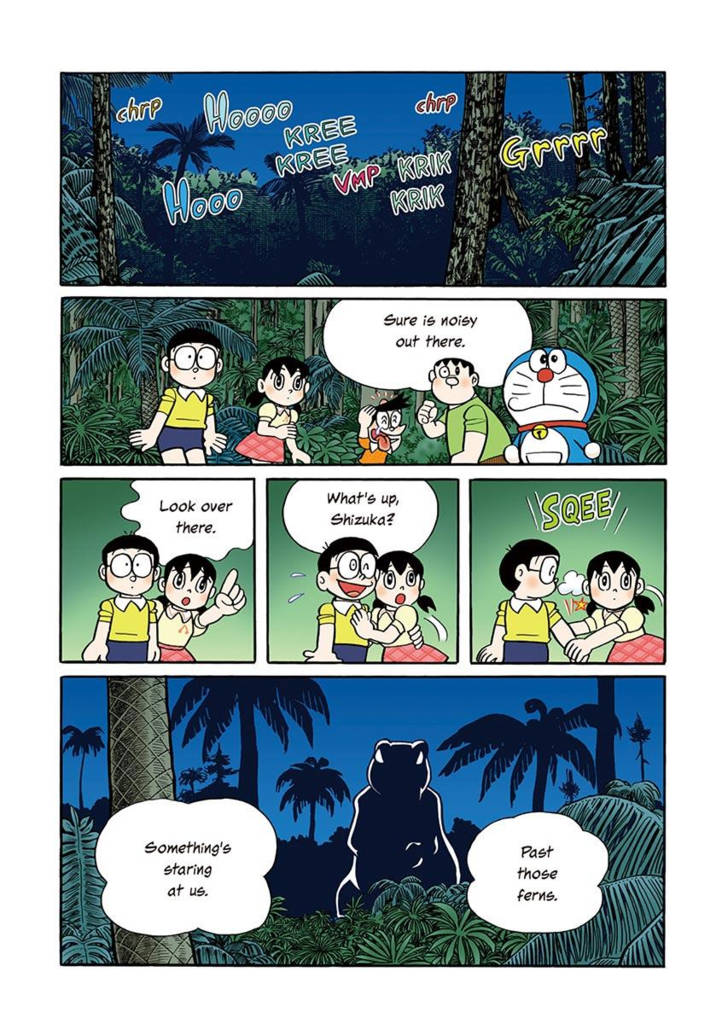 chrp
Hoooo
chrp
KREE
KREE
Grrrr
VMP
KRIK
KRIK
Hooo
Sure is noisy
out there.
Look over
there.
What's up,
Shizuka?
SQEE
Something's
staring
at us.
Past
those
ferns.